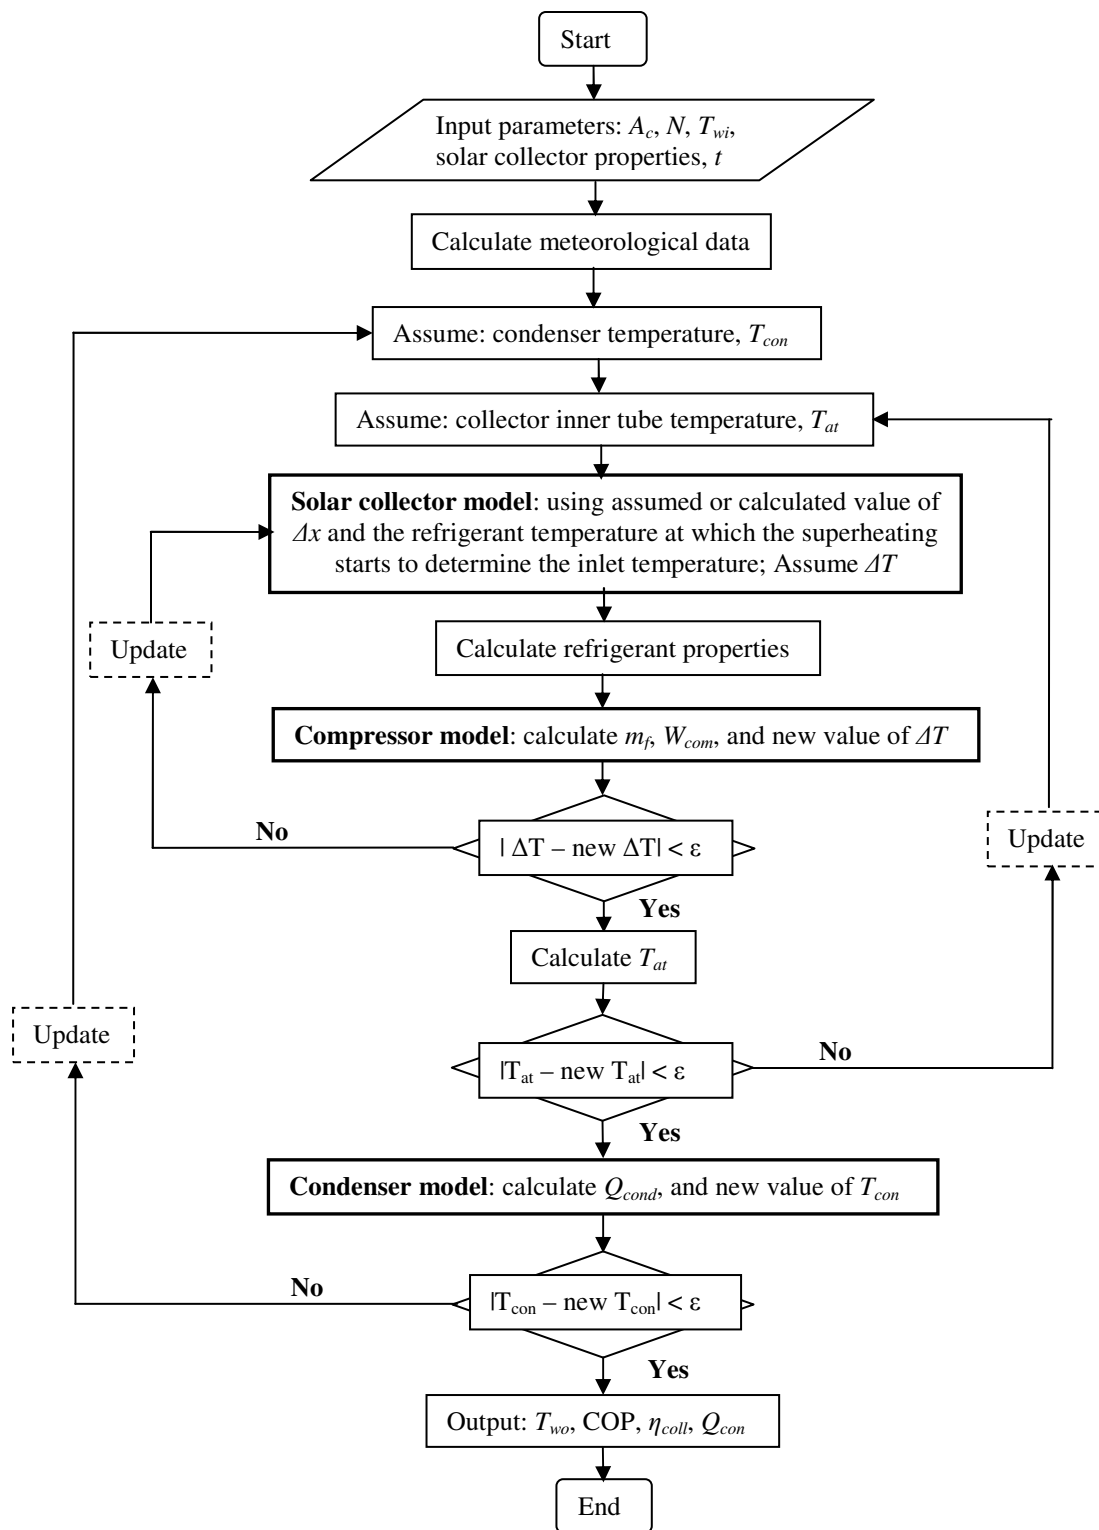 Start
Input parameters: A_c, N, T_wi,
solar collector properties, t
Calculate meteorological data
Assume: condenser temperature, T_con
Assume: collector inner tube temperature, T_at
Solar collector model: using assumed or calculated value of
Δx and the refrigerant temperature at which the superheating
starts to determine the inlet temperature; Assume ΔT
Update
Calculate refrigerant properties
Compressor model: calculate m_f, W_com, and new value of ΔT
No
| ΔT – new ΔT| < ε
Update
Yes
Calculate T_at
Update
|T_at – new T_at| < ε
No
Yes
Condenser model: calculate Q_cond, and new value of T_con
No
|T_con – new T_con| < ε
Yes
Output: T_wo, COP, η_coll, Q_con
End